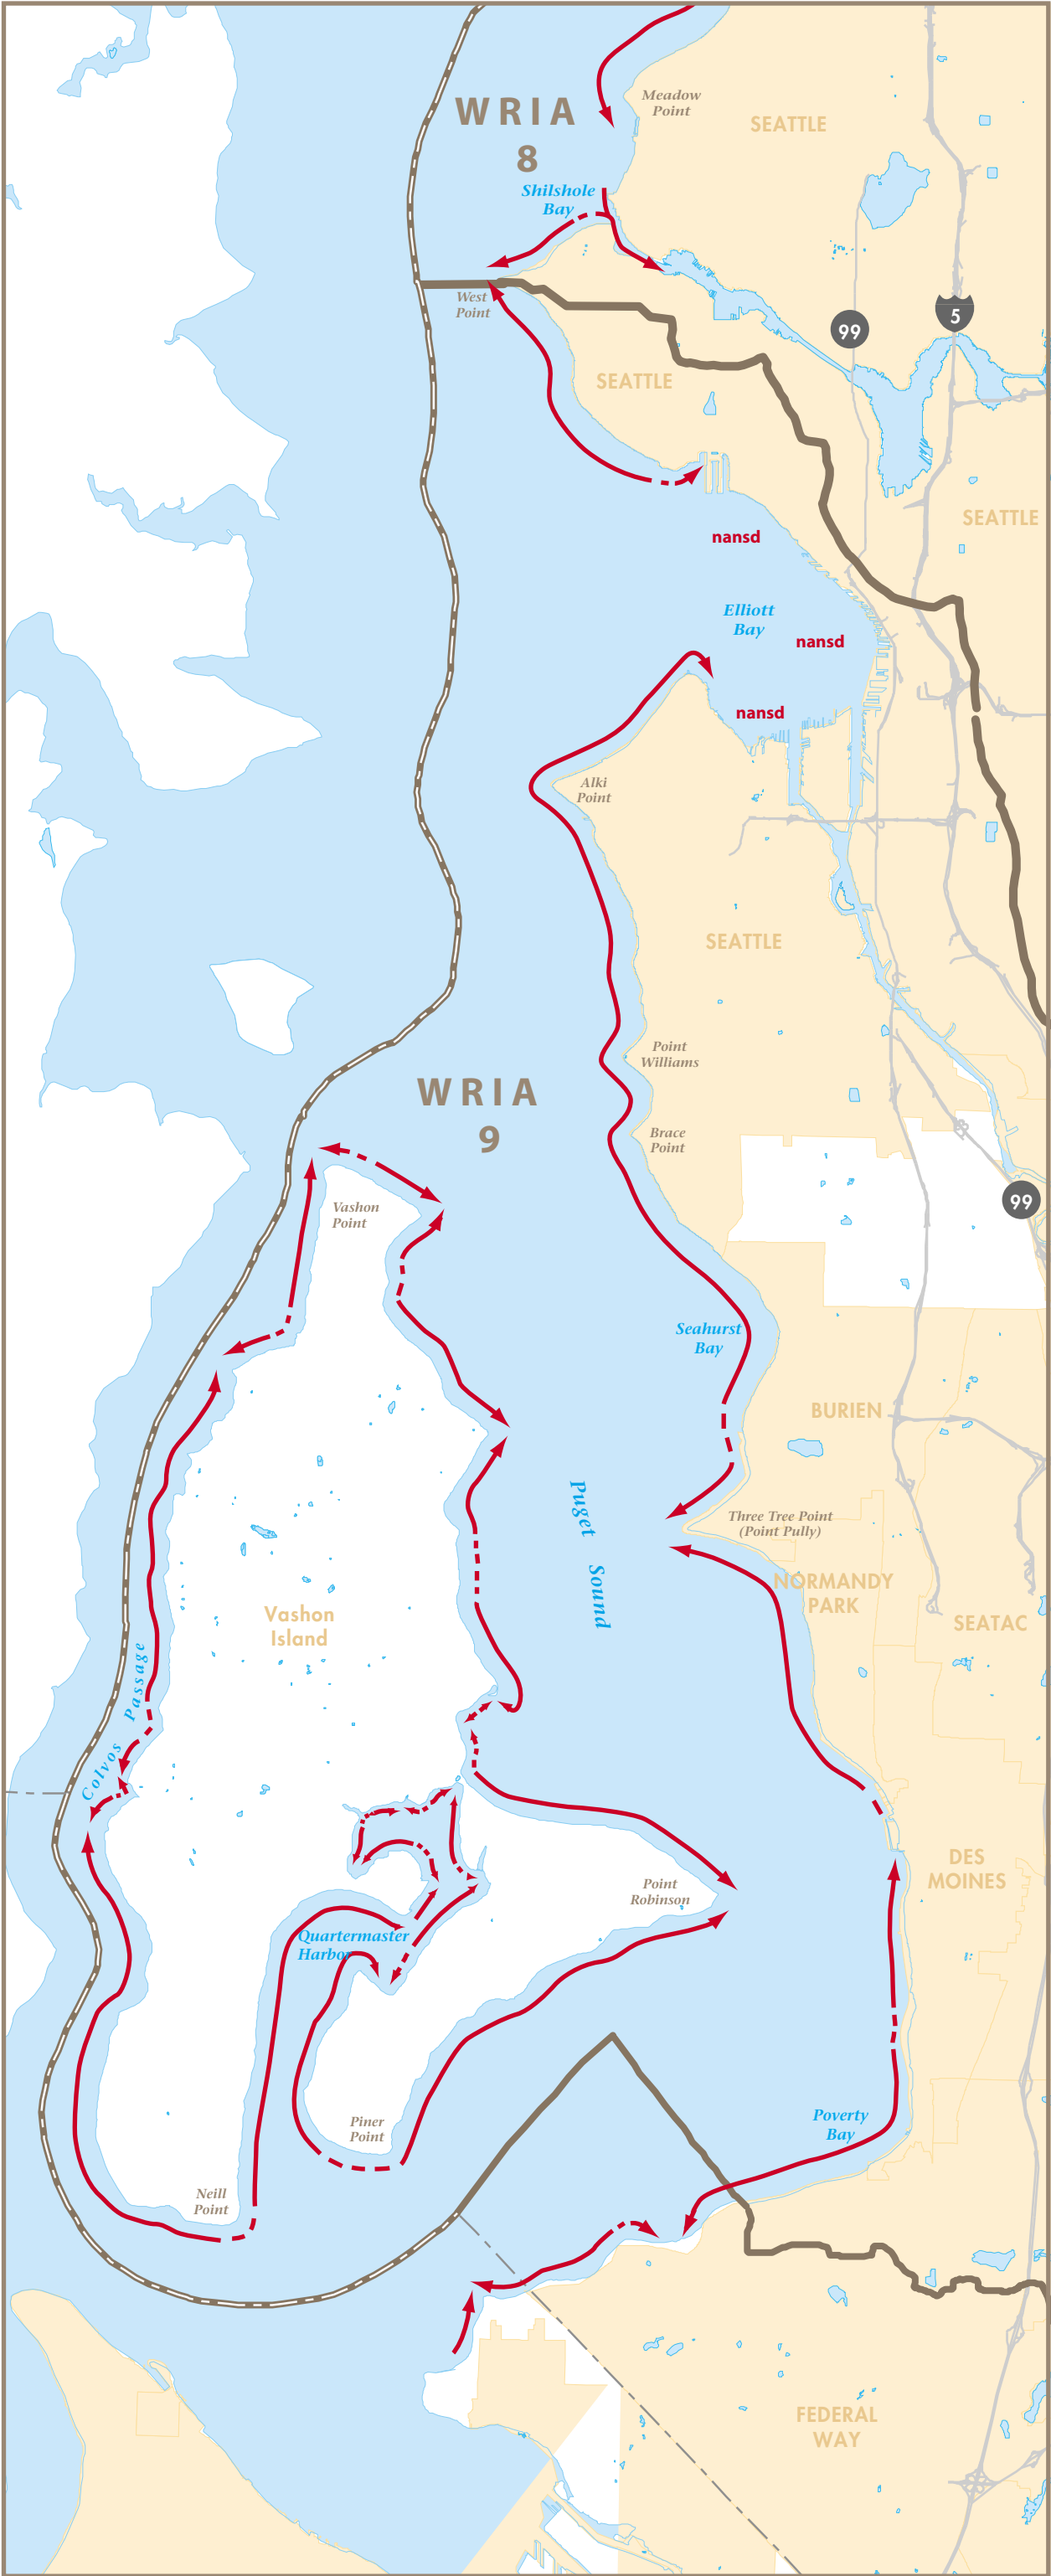 WRIA
8
Meadow
Point
SEATTLE
Shilshole
Bay
West
Point
5
99
SEATTLE
SEATTLE
nansd
Elliott
Bay
nansd
nansd
Alki
Point
SEATTLE
Point
Williams
WRIA
9
Brace
Point
99
Vashon
Point
Seahurst
Bay
BURIEN
Puget Sound
Three Tree Point
(Point Pully)
NORMANDY
PARK
SEATAC
Vashon
Island
Colvos Passage
DES
MOINES
Point
Robinson
Quartermaster
Harbor
Poverty
Bay
Piner
Point
Neill
Point
FEDERAL
WAY